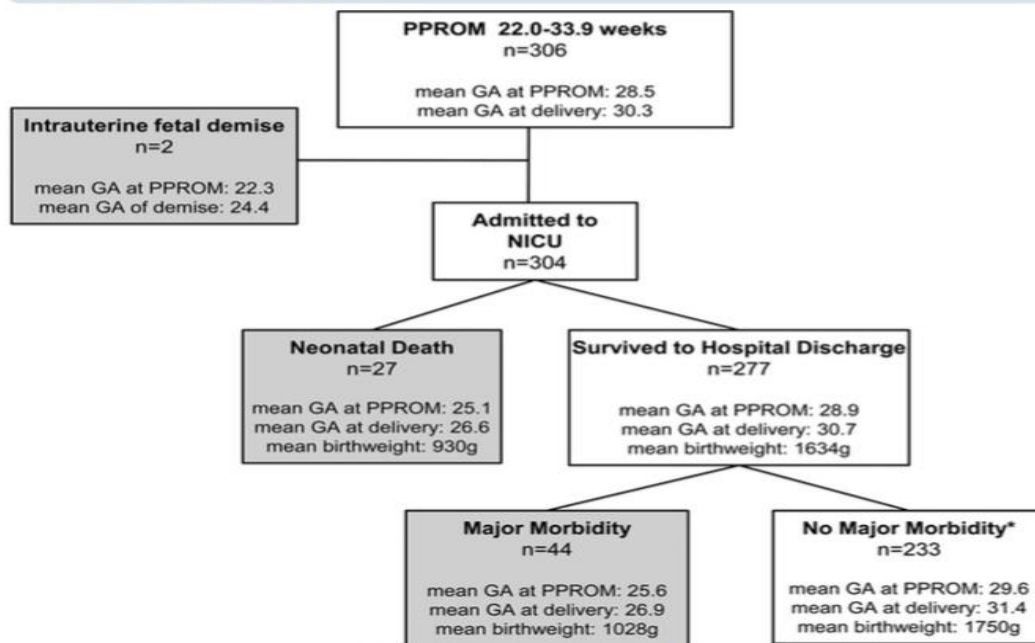 PPROM 22.0-33.9 weeks
n=306
mean GA at PPROM: 28.5
mean GA at delivery: 30.3
Intrauterine fetal demise
n=2
mean GA at PPROM: 22.3
mean GA of demise: 24.4
Admitted to
NICU
n=304
Neonatal Death
n=27
mean GA at PPROM: 25.1
mean GA at delivery: 26.6
mean birthweight: 930g
Survived to Hospital Discharge
n=277
mean GA at PPROM: 28.9
mean GA at delivery: 30.7
mean birthweight: 1634g
Major Morbidity
n=44
mean GA at PPROM: 25.6
mean GA at delivery: 26.9
mean birthweight: 1028g
No Major Morbidity*
n=233
mean GA at PPROM: 29.6
mean GA at delivery: 31.4
mean birthweight: 1750g